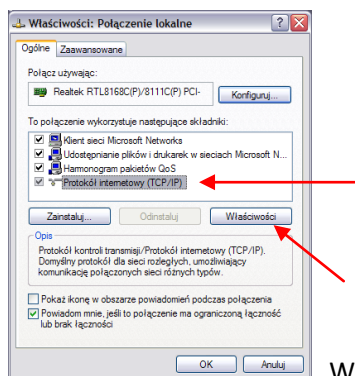 Właściwości: Połączenie lokalne
Ogólne Zaawansowane
Połącz używając:
Realtek RTL8168C(P)/8111C(P) PCI-
Konfiguruj...
To połączenie wykorzystuje następujące składniki:
Klient sieci Microsoft Networks
Udostępnianie plików i drukarek w sieciach Microsoft N...
Harmonogram pakietów QoS
Protokół internetowy (TCP/IP)
Zainstaluj... Odinstaluj Właściwości
Opis
Protokół kontroli transmisji/Protokół internetowy (TCP/IP).
Domyślny protokół dla sieci rozległych, umożliwiający
komunikację połączonych sieci różnych typów.
Pokaż ikonę w obszarze powiadomień podczas połączenia
Powiadom mnie, jeśli to połączenie ma ograniczoną łączność
lub brak łączności
OK Anuluj
W